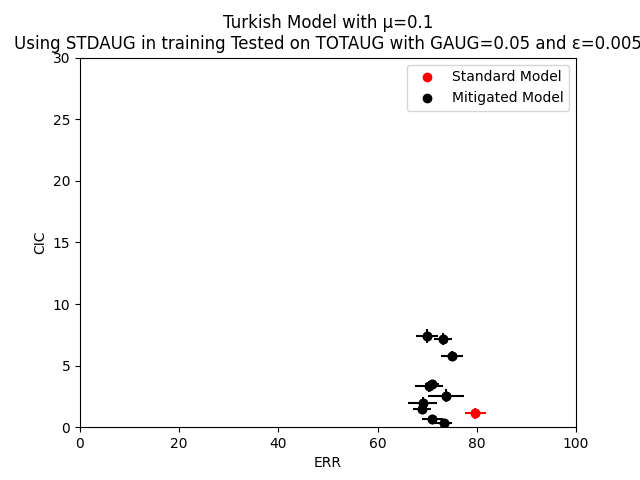 Turkish Model with μ=0.1
Using STDAUG in training Tested on TOTAUG with GAUG=0.05 and ε=0.005
Standard Model
Mitigated Model
30
25
20
15
10
5
0
CIC
0 20 40 60 80 100
ERR